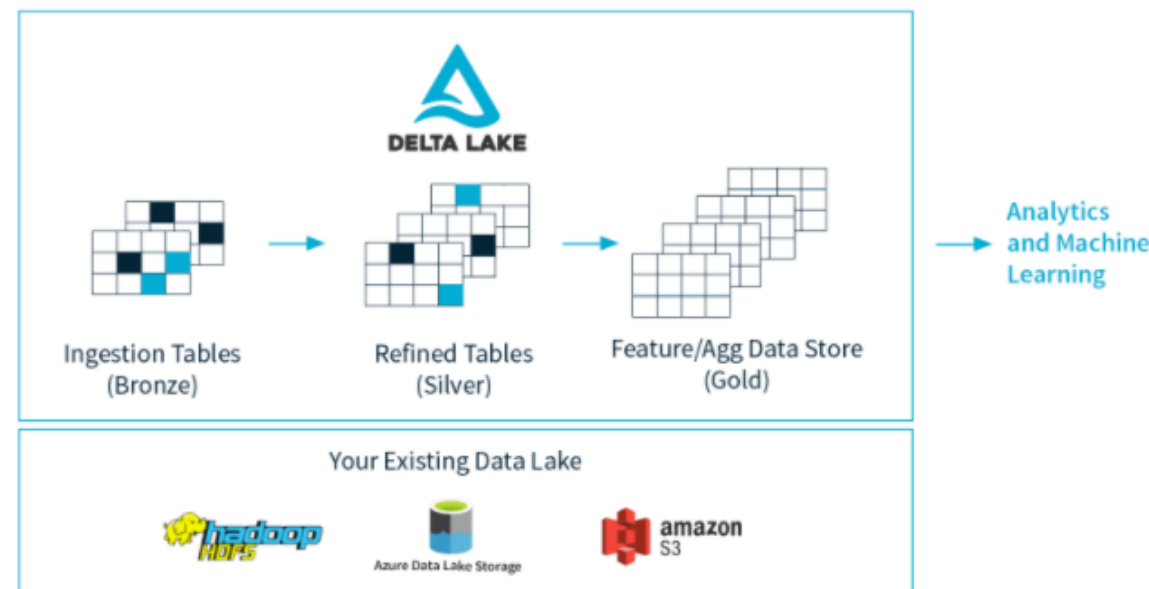 DELTA LAKE
Ingestion Tables
(Bronze)
Refined Tables
(Silver)
Feature/Agg Data Store
(Gold)
Analytics
and Machine
Learning
Your Existing Data Lake
hadoop
HDFS
Azure Data Lake Storage
amazon
S3